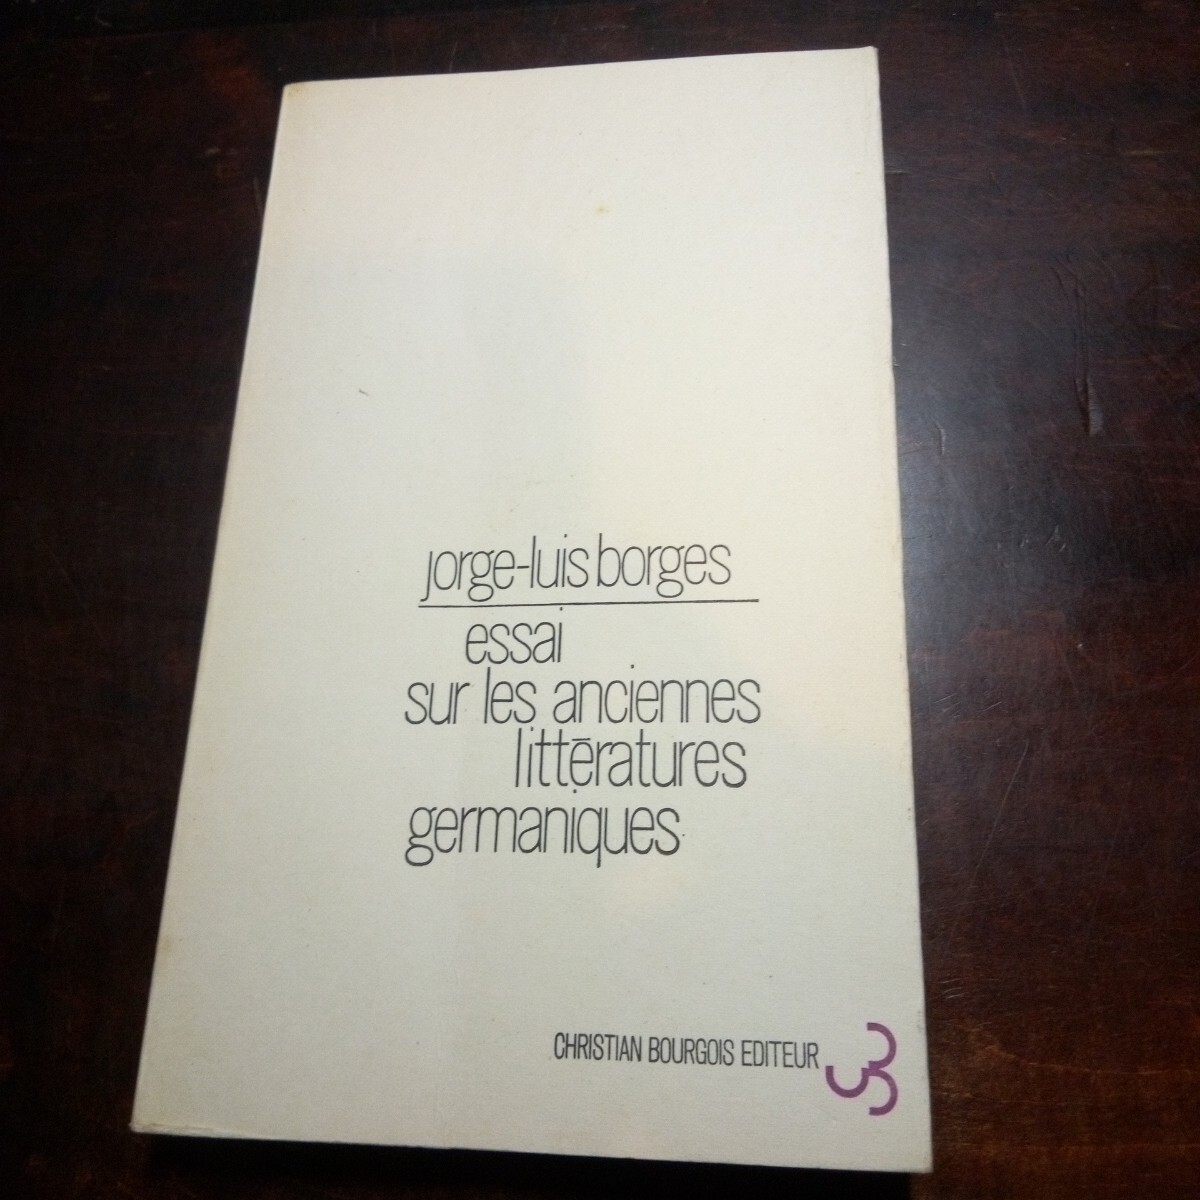 jorge-luis borges
essai
sur les anciennes
littératures
germaniques
CHRISTIAN BOURGOIS EDITEUR